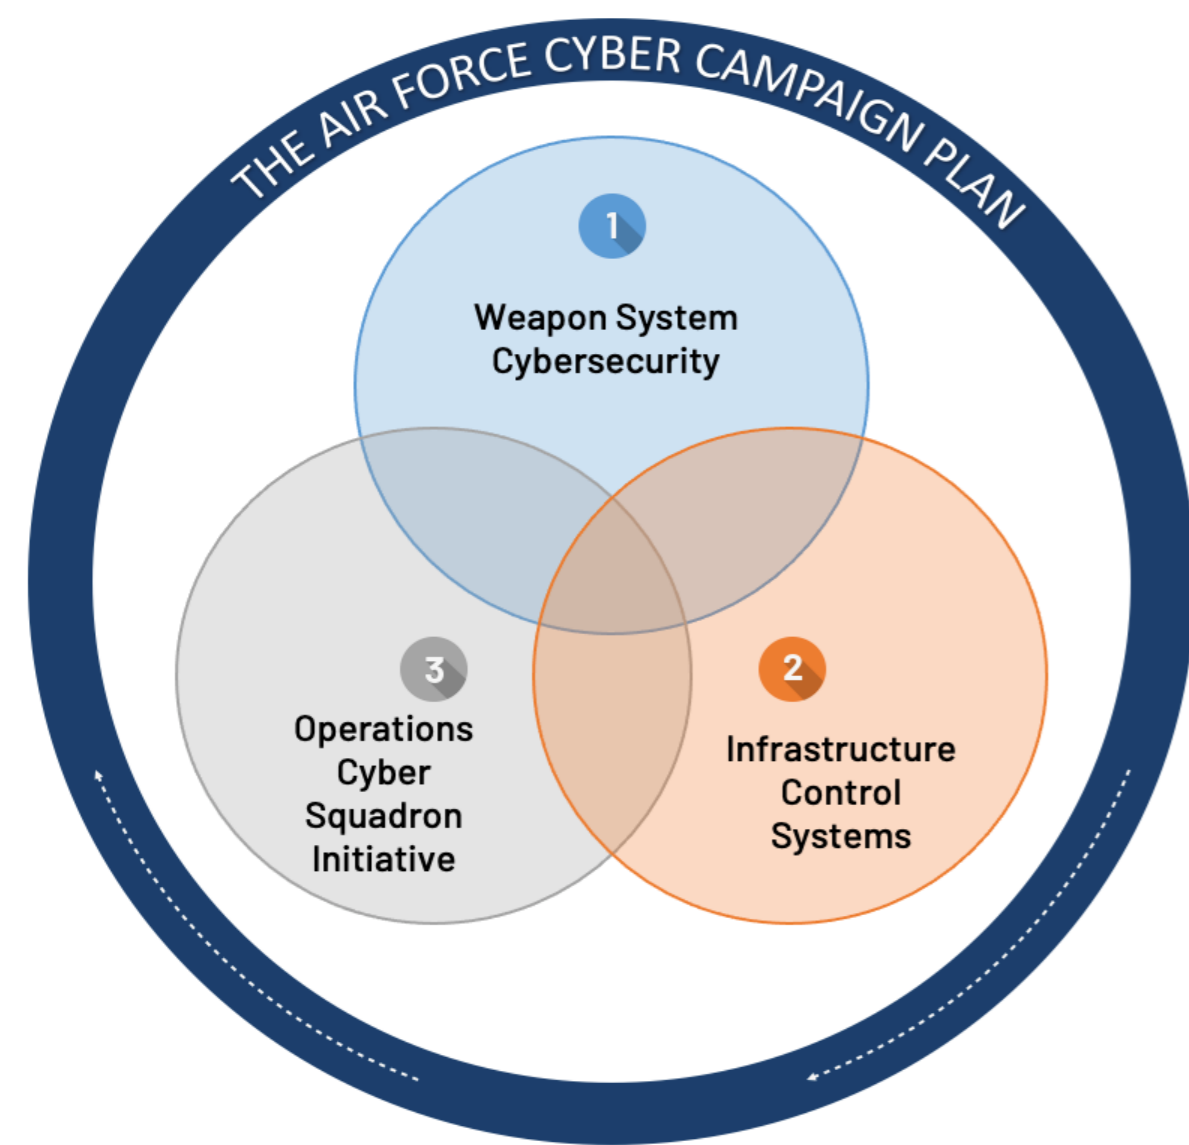 THE AIR FORCE CYBER CAMPAIGN PLAN
1
Weapon System
Cybersecurity
3
Operations
Cyber
Squadron
Initiative
2
Infrastructure
Control
Systems